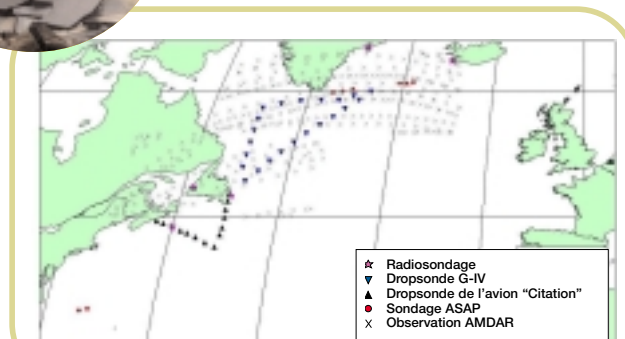 Radiosondage
Dropsonde G-IV
Dropsonde de l'avion “Citation”
Sondage ASAP
Observation AMDAR